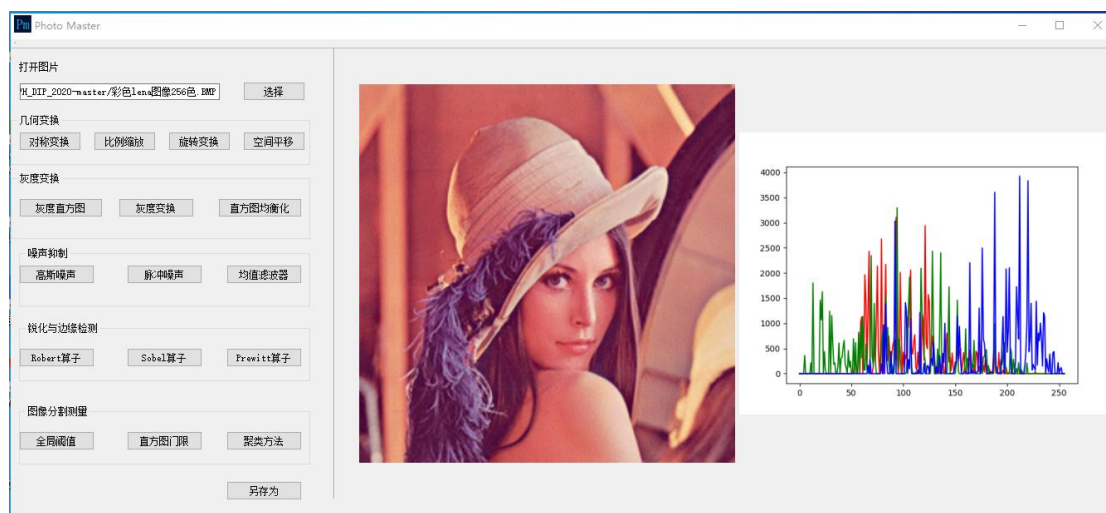 Pm Photo Master
打开图片
YH_DIP_2020-master/彩色lena图像256色.BMP 选择
几何变换
对称变换 比例缩放 旋转变换 空间平移
灰度变换
灰度直方图 灰度变换 直方图均衡化
噪声抑制
高斯噪声 脉冲噪声 均值滤波器
锐化与边缘检测
Robert算子 Sobel算子 Prewitt算子
图像分割测量
全局阈值 直方图门限 聚类方法
另存为
4000
3500
3000
2500
2000
1500
1000
500
0
0 50 100 150 200 250